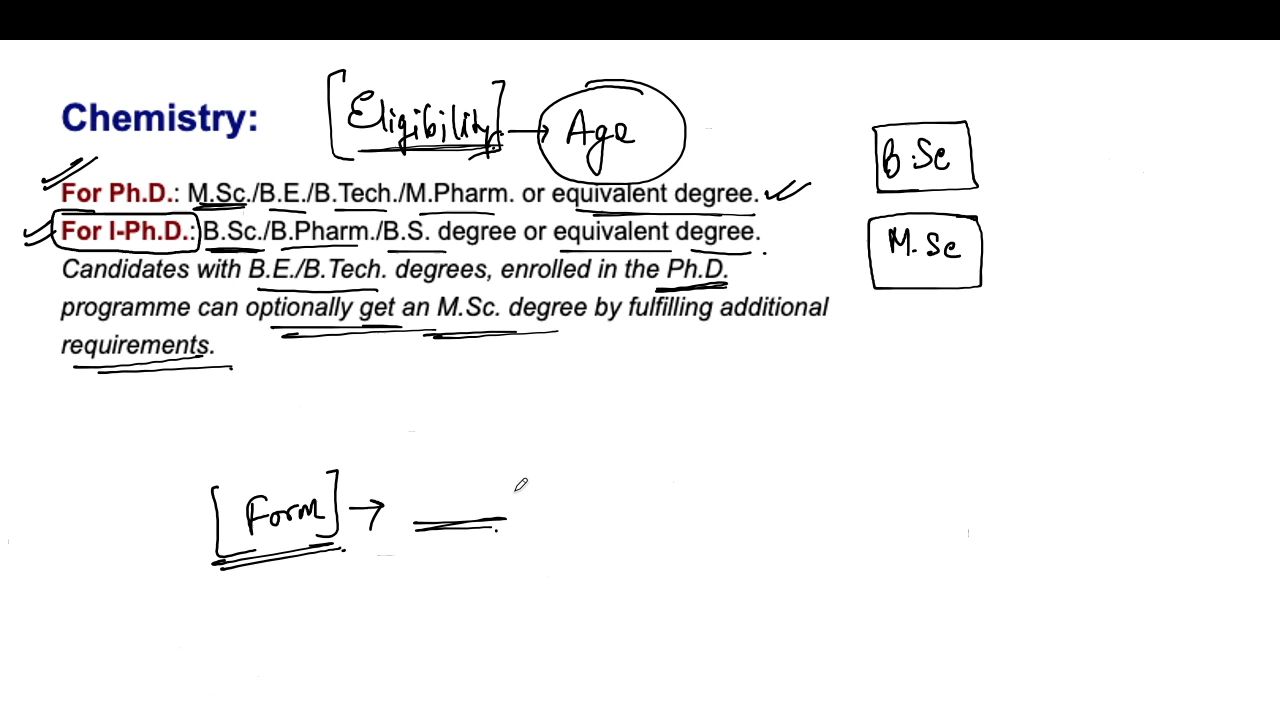 [Eligibility] → Age
Chemistry:
B.Sc
For Ph.D.: M.Sc./B.E./B.Tech./M.Pharm. or equivalent degree.
For I-Ph.D.: B.Sc./B.Pharm./B.S. degree or equivalent degree.
M.Sc
Candidates with B.E./B.Tech. degrees, enrolled in the Ph.D.
programme can optionally get an M.Sc. degree by fulfilling additional
requirements.
[Form] →